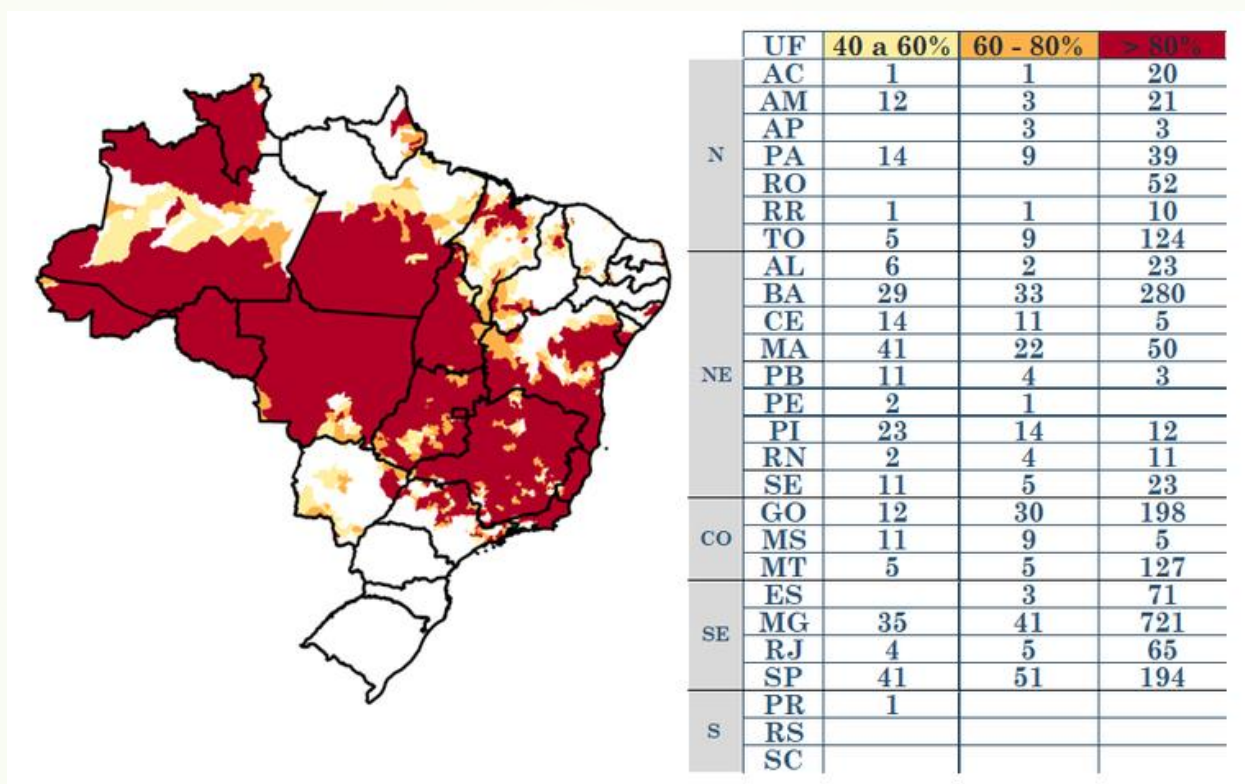 UF 40 a 60% 60 - 80% > 80%
AC 1 1 20
AM 12 3 21
AP 3 3
N PA 14 9 39
RO 52
RR 1 1 10
TO 5 9 124
AL 6 2 23
BA 29 33 280
CE 14 11 5
MA 41 22 50
NE PB 11 4 3
PE 2 1
PI 23 14 12
RN 2 4 11
SE 11 5 23
GO 12 30 198
CO MS 11 9 5
MT 5 5 127
ES 3 71
SE MG 35 41 721
RJ 4 5 65
SP 41 51 194
PR 1
S RS
SC